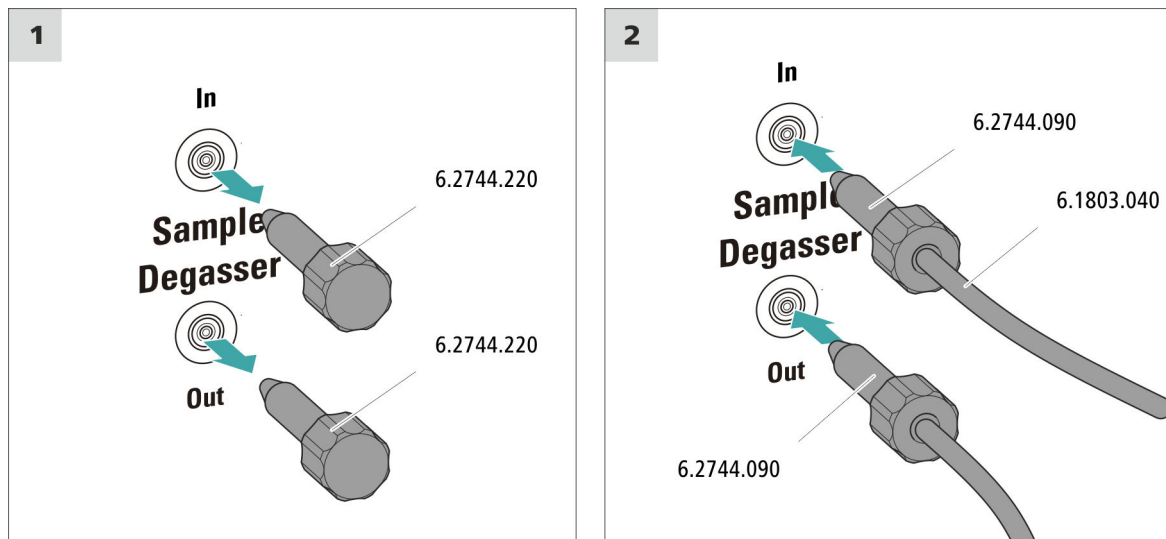 1
In
6.2744.220
Sample
Degasser
6.2744.220
Out
2
In
6.2744.090
6.1803.040
Sample
Degasser
Out
6.2744.090